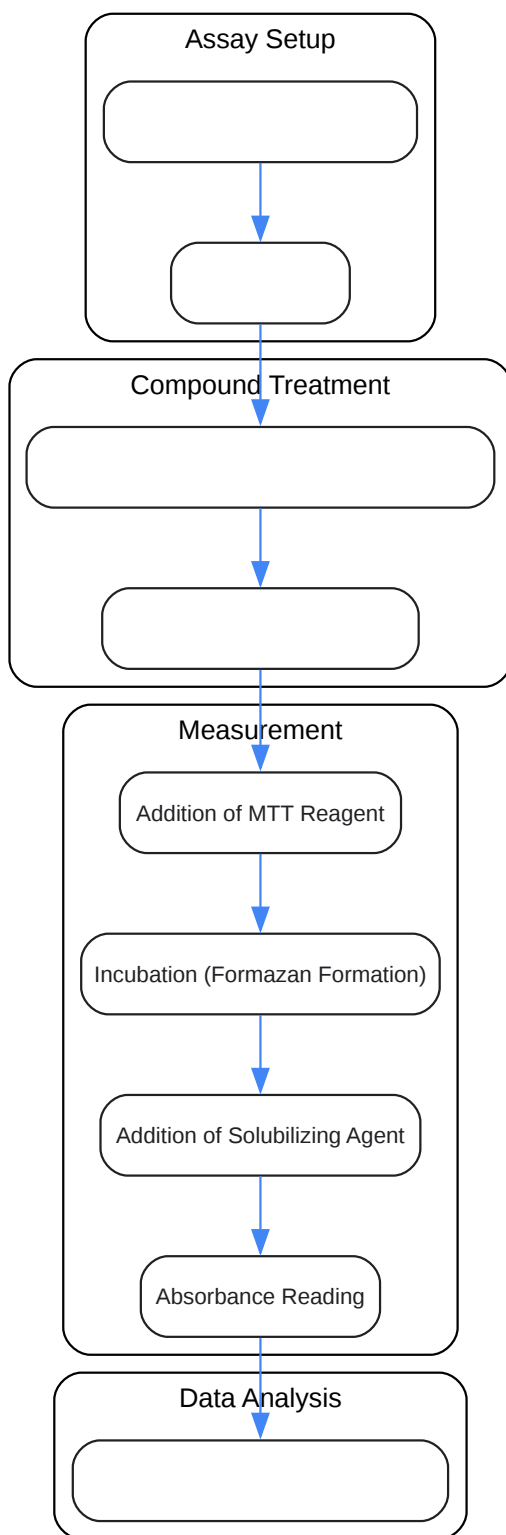 Assay Setup
Compound Treatment
Measurement
Addition of MTT Reagent
Incubation (Formazan Formation)
Addition of Solubilizing Agent
Absorbance Reading
Data Analysis